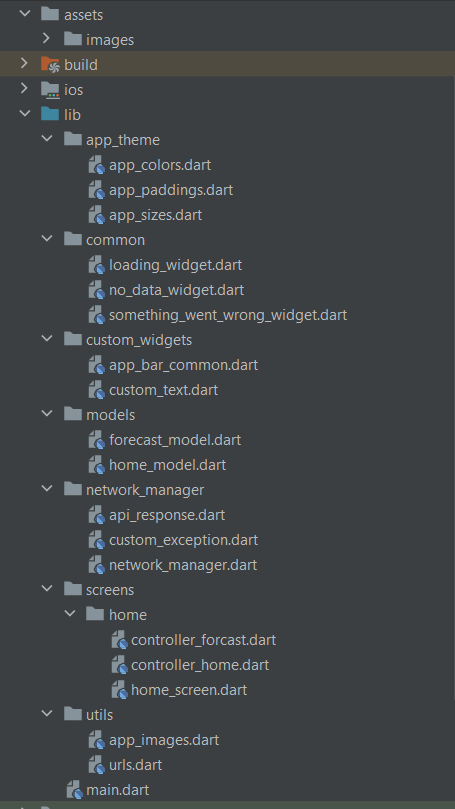 assets
images
build
ios
lib
app_theme
app_colors.dart
app_paddings.dart
app_sizes.dart
common
loading_widget.dart
no_data_widget.dart
something_went_wrong_widget.dart
custom_widgets
app_bar_common.dart
custom_text.dart
models
forecast_model.dart
home_model.dart
network_manager
api_response.dart
custom_exception.dart
network_manager.dart
screens
home
controller_forcast.dart
controller_home.dart
home_screen.dart
utils
app_images.dart
urls.dart
main.dart